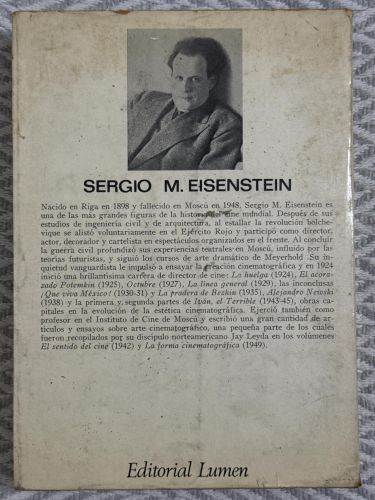 SERGIO M. EISENSTEIN
Nacido en Riga en 1898 y fallecido en Moscú en 1948, Sergio M. Eisenstein es
una de las más grandes figuras de la historia del cine mundial. Después de sus
estudios de ingeniería civil y de arquitectura, al estallar la revolución bolche-
vique se alistó voluntariamente en el Ejército Rojo y participó como director,
actor, decorador y cartelista en espectáculos organizados en el frente. Al concluir
la guerra civil profundizó sus experiencias teatrales en Moscú, influido por las
teorías futuristas, y siguió los cursos de arte dramático de Meyerhold. Su in-
quietud vanguardista le impulsó a ensayar la creación cinematográfica y en 1924
inició una brillantísima carrera de director de cine: La huelga (1924), El acora-
zado Potemkin (1925), Octubre (1927), La línea general (1929), las inconclusas
¡Que viva México! (1930-31) y La pradera de Bezhin (1935), Alejandro Nevski
(1938) y la primera y segunda partes de Iván, el Terrible (1943-45), obras ca-
pitales en la evolución de la estética cinematográfica. Ejerció también como
profesor en el Instituto de Cine de Moscú y escribió una gran cantidad de ar-
tículos y ensayos sobre arte cinematográfico, una pequeña parte de los cuales
fueron recopilados por su discípulo norteamericano Jay Leyda en los volúmenes
El sentido del cine (1942) y La forma cinematográfica (1949).
Editorial Lumen